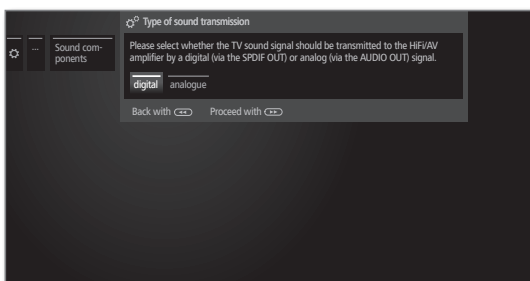 Type of sound transmission
...
Sound com-
ponents
Please select whether the TV sound signal should be transmitted to the HiFi/AV
amplifier by a digital (via the SPDIF OUT) or analog (via the AUDIO OUT) signal.
digital analogue
Back with Proceed with